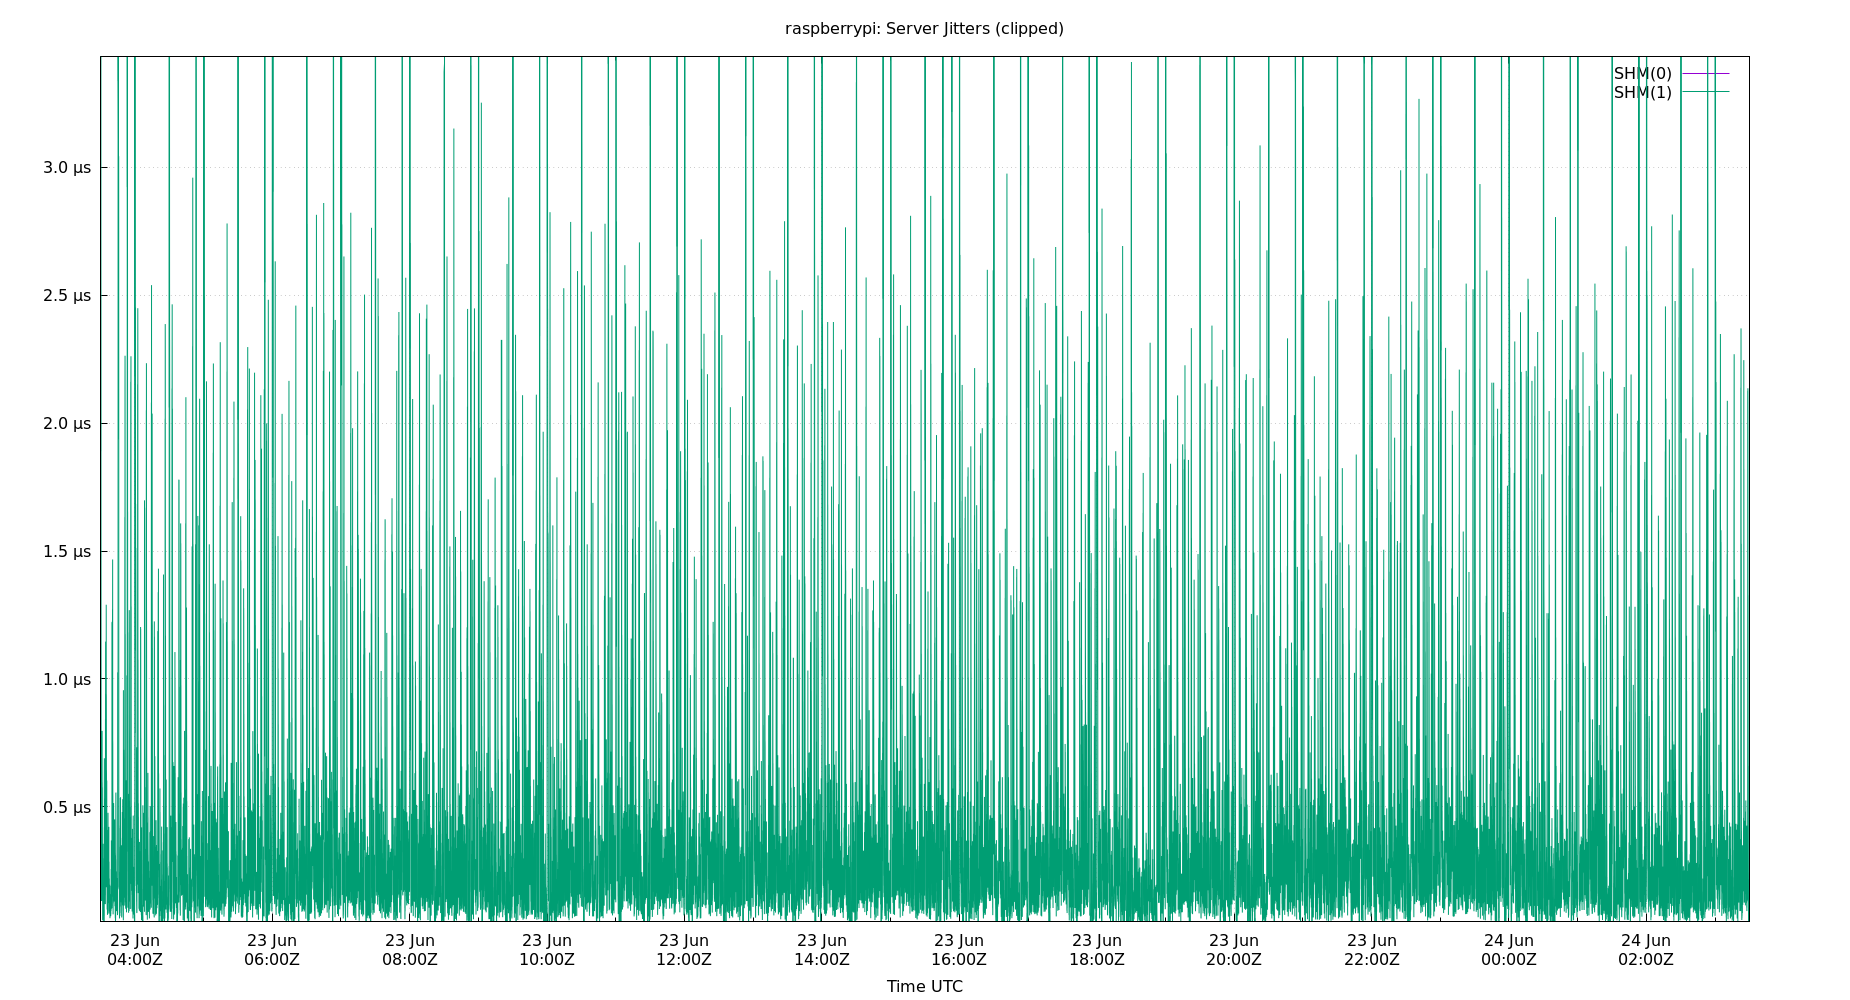 raspberrypi: Server Jitters (clipped)
SHM(0)
SHM(1)
3.0 µs
2.5 µs
2.0 µs
1.5 µs
1.0 µs
0.5 µs
23 Jun 23 Jun 23 Jun 23 Jun 23 Jun 23 Jun 23 Jun 23 Jun 23 Jun 23 Jun 24 Jun 24 Jun
04:00Z 06:00Z 08:00Z 10:00Z 12:00Z 14:00Z 16:00Z 18:00Z 20:00Z 22:00Z 00:00Z 02:00Z
Time UTC